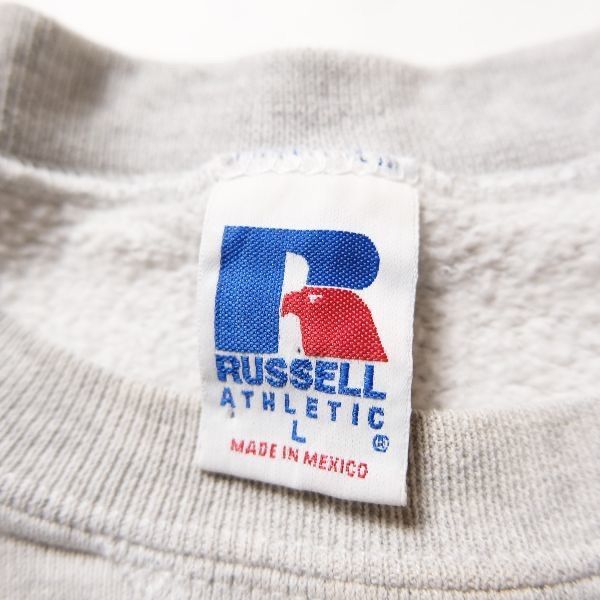 RUSSELL
ATHLETIC
L ®
MADE IN MEXICO